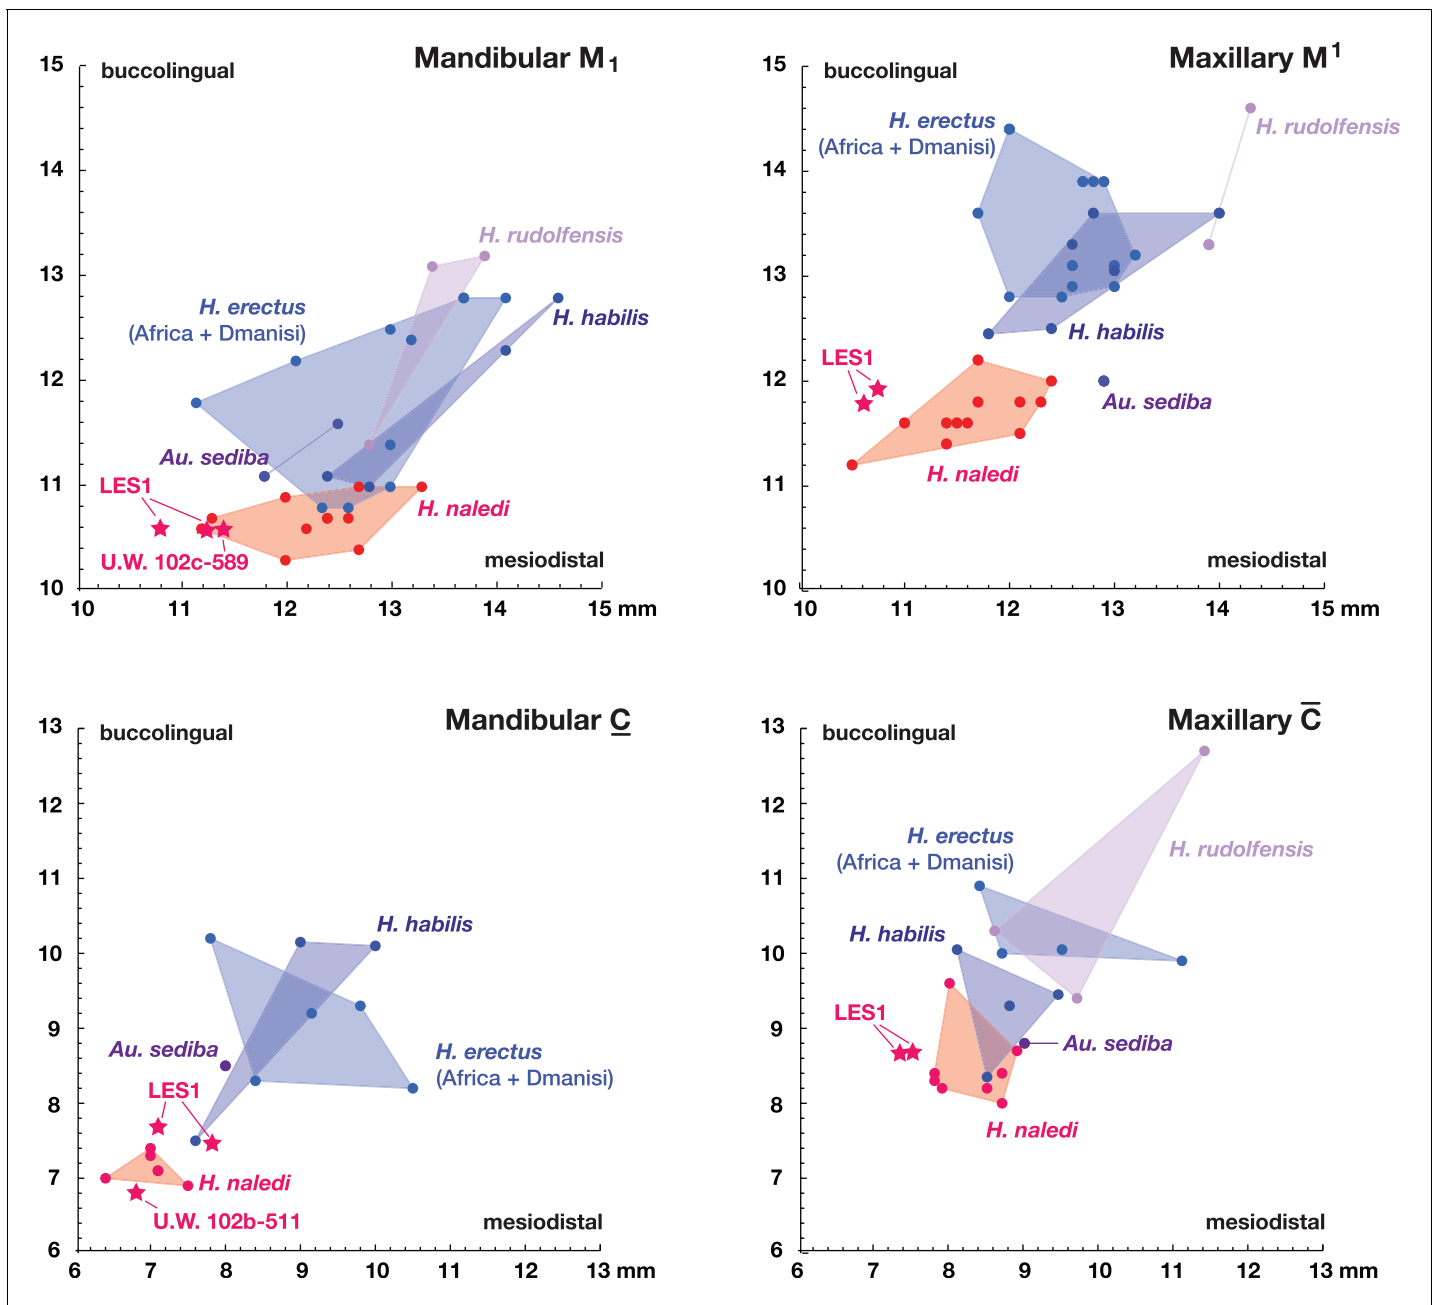 Mandibular M1
buccolingual
15
14
13
12
11
10
H. rudolfensis
H. erectus
(Africa + Dmanisi)
H. habilis
Au. sediba
LES1
H. naledi
U.W. 102c-589
mesiodistal
10 11 12 13 14 15 mm
Maxillary M1
buccolingual
15
14
13
12
11
10
H. erectus
(Africa + Dmanisi)
H. rudolfensis
H. habilis
LES1
Au. sediba
H. naledi
mesiodistal
10 11 12 13 14 15 mm
Mandibular C
buccolingual
13
12
11
10
9
8
7
6
H. habilis
Au. sediba
H. erectus
(Africa + Dmanisi)
LES1
H. naledi
U.W. 102b-511
mesiodistal
6 7 8 9 10 11 12 13 mm
Maxillary C
buccolingual
13
12
11
10
9
8
7
6
H. erectus
(Africa + Dmanisi)
H. rudolfensis
H. habilis
LES1
Au. sediba
H. naledi
mesiodistal
6 7 8 9 10 11 12 13 mm